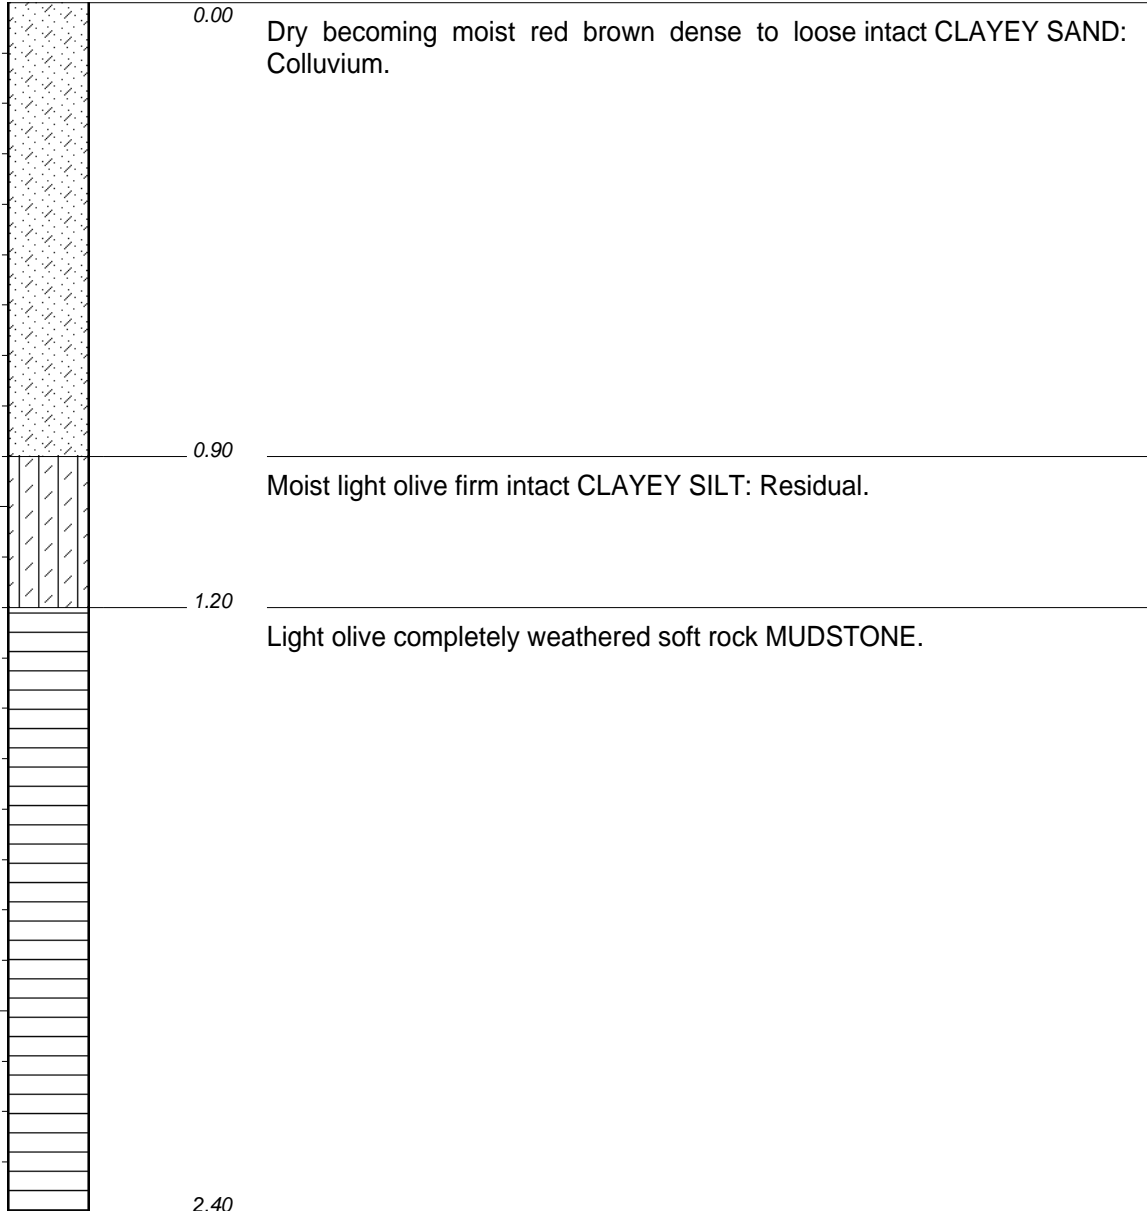 0.00
Dry becoming moist red brown dense to loose intact CLAYEY SAND:
Colluvium.
0.90
Moist light olive firm intact CLAYEY SILT: Residual.
1.20
Light olive completely weathered soft rock MUDSTONE.
2.40